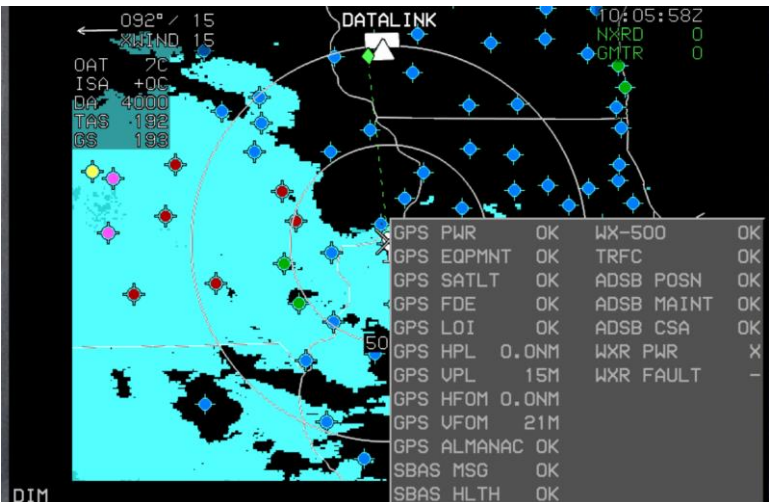 092°/ 15
XWIND 15
OAT 7C
ISA +0C
DA 4000
TAS 192
GS 193
DATALINK
10:05:58Z
NXRD 0
GMTR 0
50
GPS PWR OK WX-500 OK
GPS EQPMNT OK TRFC OK
GPS SATLT OK ADSB POSN OK
GPS FDE OK ADSB MAINT OK
GPS LOI OK ADSB CSA OK
GPS HPL 0.0NM WXR PWR X
GPS VPL 15M WXR FAULT -
GPS HFOM 0.0NM
GPS VFOM 21M
GPS ALMANAC OK
SBAS MSG OK
SBAS HLTH OK
DIM